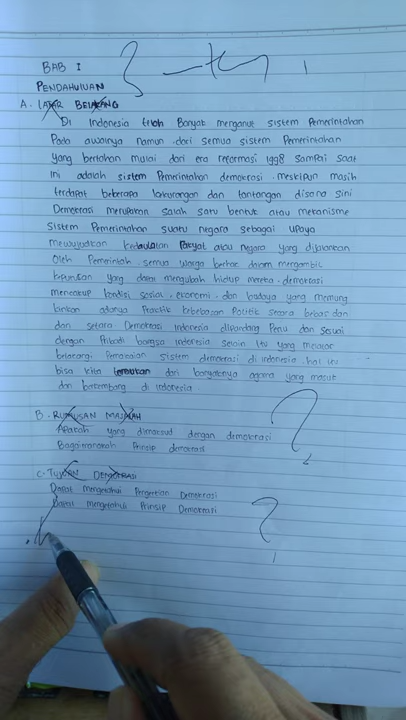 BAB I
PENDAHULUAN
A. LATAR BELAKANG
Di Indonesia telah Banyak menganut sistem Pemerintahan
Pada awalnya namun dari semua sistem Pemerintahan
Yang bertahan mulai dari era reformasi 1998 sampai saat
Ini adalah sistem Pemerintahan demokrasi meskipun masih
terdapat beberapa kekurangan dan tantangan disana sini
Demokrasi merupakan salah satu bentuk atau mekanisme
Sistem Pemerintahan suatu negara sebagai upaya
mewujudkan kedaulatan Rakyat atau negara yang dijalankan
Oleh Pemerintah. semua warga berhak dalam mengambil
keputusan yang dapat mengubah hidup mereka. demokrasi
mencakup kondisi sosial, ekonomi, dan budaya yang memung
kinkan adanya Praktik kebebasan Politik Secara bebas dan
dan setara Demokrasi Indonesia dipandang Perlu dan sesuai
dengan Pribadi bangsa Indonesia selain itu yang melatar
belakangi Pemakaian sistem demokrasi di indonesia. hal itu
bisa kita temukan dari banyaknya agama yang masuk
dan berkembang di indonesia
B. RUMUSAN MASALAH
Apakah yang dimaksud dengan demokrasi
Bagaimanakah Prinsip demokrasi
C. TUJUAN DEMOKRASI
Dapat mengetahui Pengertian Demokrasi
Dapat mengetahui Prinsip Demokrasi